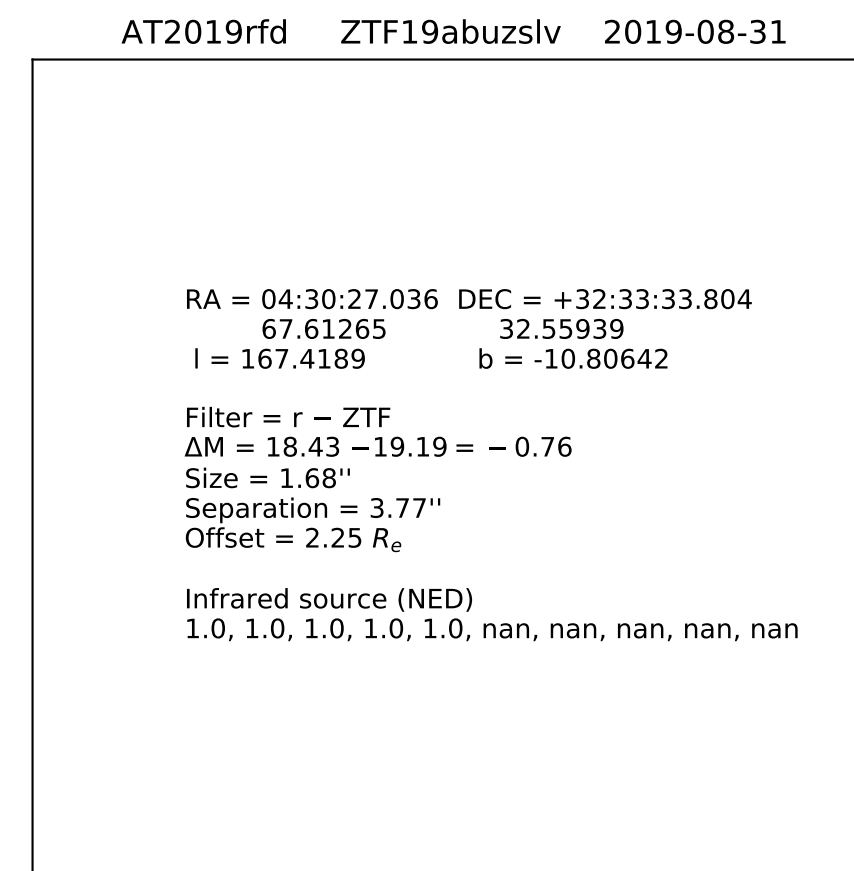 AT2019rfd ZTF19abuzslv 2019-08-31
RA = 04:30:27.036 DEC = +32:33:33.804
67.61265 32.55939
l = 167.4189 b = -10.80642
Filter = r − ZTF
ΔM = 18.43 −19.19 = − 0.76
Size = 1.68''
Separation = 3.77''
Offset = 2.25 Re
Infrared source (NED)
1.0, 1.0, 1.0, 1.0, 1.0, nan, nan, nan, nan, nan